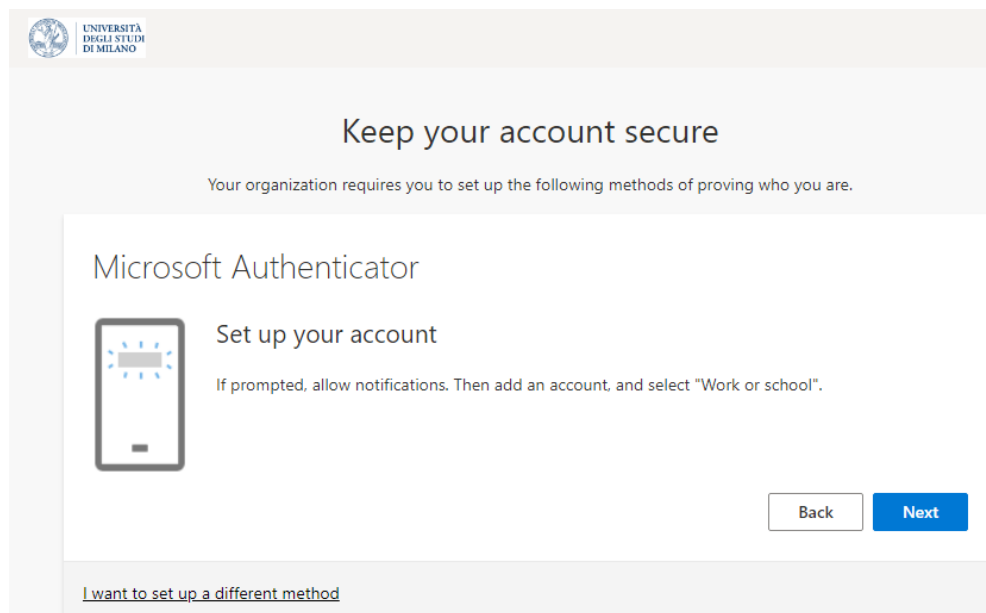 UNIVERSITÀ
DEGLI STUDI
DI MILANO
Keep your account secure
Your organization requires you to set up the following methods of proving who you are.
Microsoft Authenticator
Set up your account
If prompted, allow notifications. Then add an account, and select "Work or school".
Back Next
I want to set up a different method